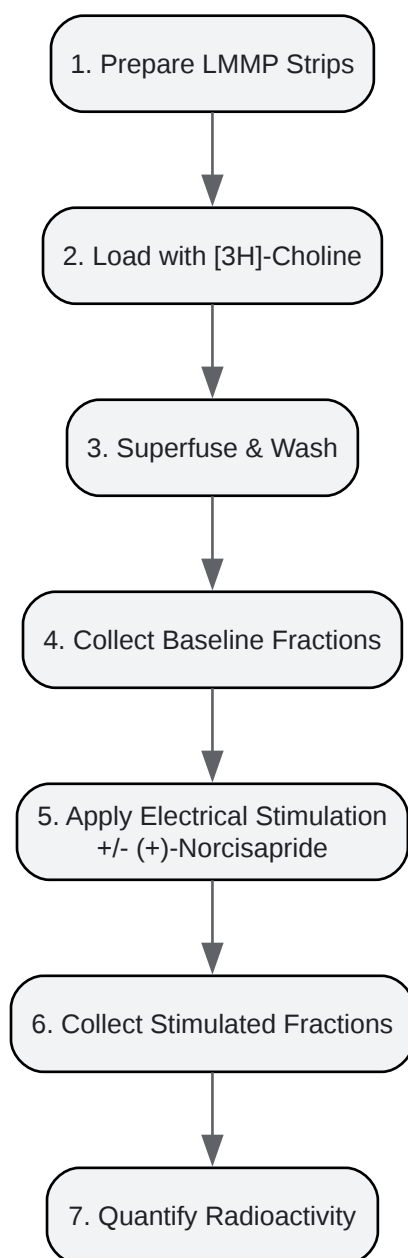 1. Prepare LMMP Strips
2. Load with [3H]-Choline
3. Superfuse & Wash
4. Collect Baseline Fractions
5. Apply Electrical Stimulation
+/- (+)-Norcisapride
6. Collect Stimulated Fractions
7. Quantify Radioactivity